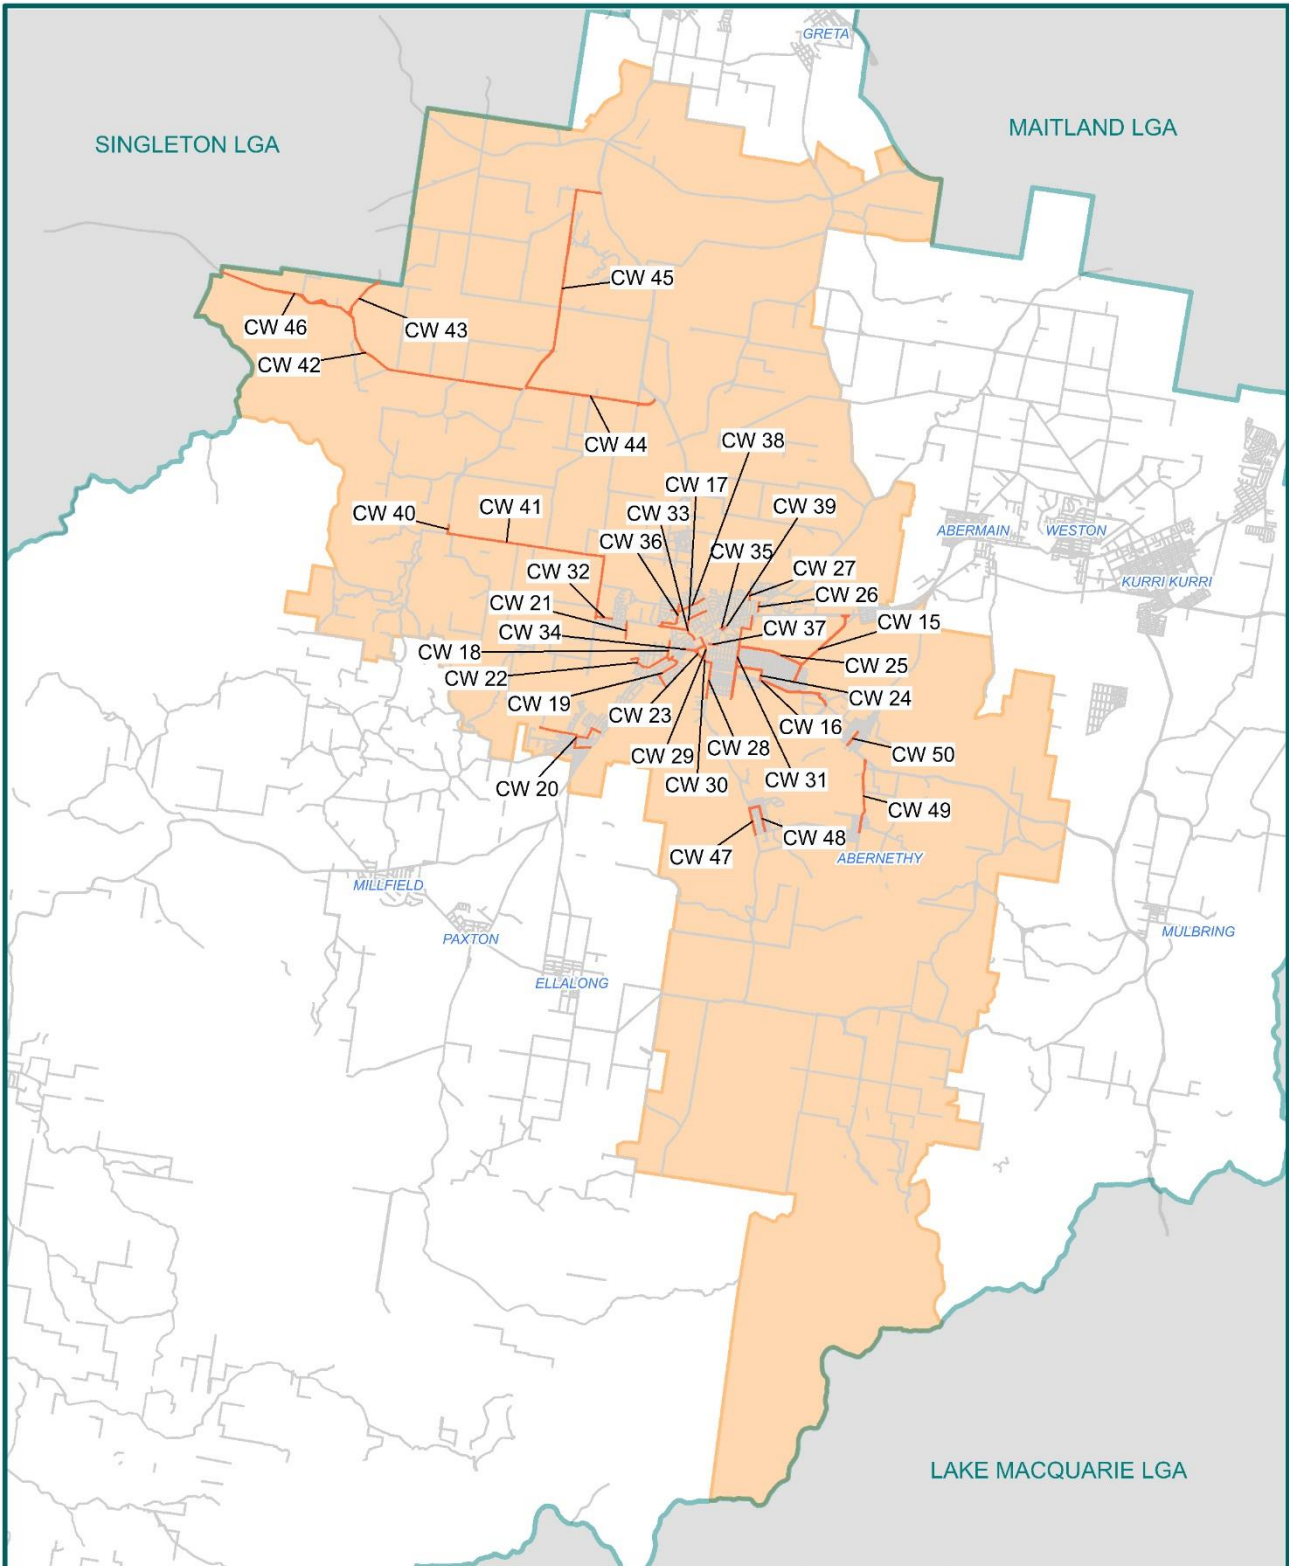 GRETA
MAITLAND LGA
SINGLETON LGA
CW 45
CW 46
CW 43
CW 42
CW 44
CW 38
CW 17
CW 40
CW 41
CW 33
CW 39
CW 36
CW 35
ABERMAIN
WESTON
KURRI KURRI
CW 32
CW 27
CW 21
CW 26
CW 34
CW 37
CW 15
CW 18
CW 22
CW 25
CW 19
CW 24
CW 23
CW 16
CW 29
CW 28
CW 50
CW 20
CW 30
CW 31
CW 49
CW 47
CW 48
ABERNETHY
MILLFIELD
PAXTON
MULBRING
ELLALONG
LAKE MACQUARIE LGA